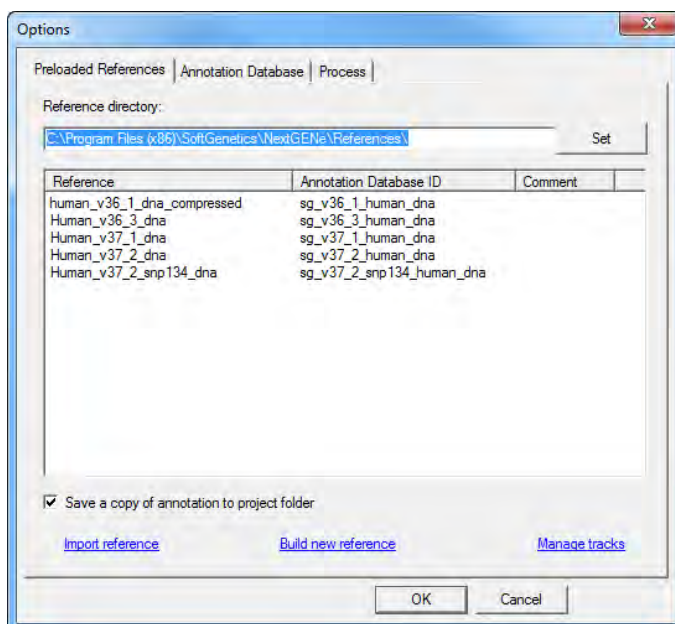 Options
Preloaded References Annotation Database Process
Reference directory:
C:\Program Files (x86)\SoftGenetics\NextGENe\References\ Set
Reference Annotation Database ID Comment
human_v36_1_dna_compressed sg_v36_1_human_dna
Human_v36_3_dna sg_v36_3_human_dna
Human_v37_1_dna sg_v37_1_human_dna
Human_v37_2_dna sg_v37_2_human_dna
Human_v37_2_snp134_dna sg_v37_2_snp134_human_dna
Save a copy of annotation to project folder
Import reference Build new reference Manage tracks
OK Cancel